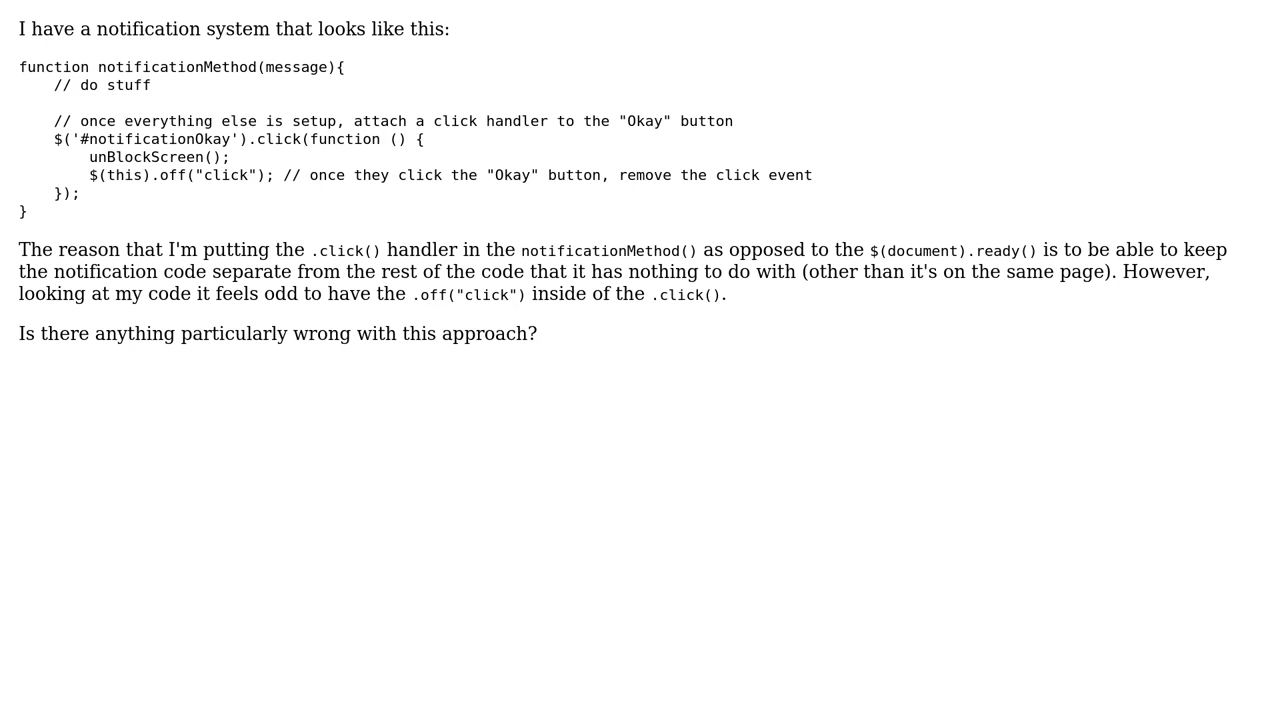 I have a notification system that looks like this:
function notificationMethod(message){
    // do stuff
    // once everything else is setup, attach a click handler to the "Okay" button
    $('#notificationOkay').click(function () {
        unBlockScreen();
        $(this).off("click"); // once they click the "Okay" button, remove the click event
    });
}
The reason that I'm putting the .click() handler in the notificationMethod() as opposed to the $(document).ready() is to be able to keep
the notification code separate from the rest of the code that it has nothing to do with (other than it's on the same page). However,
looking at my code it feels odd to have the .off("click") inside of the .click().
Is there anything particularly wrong with this approach?